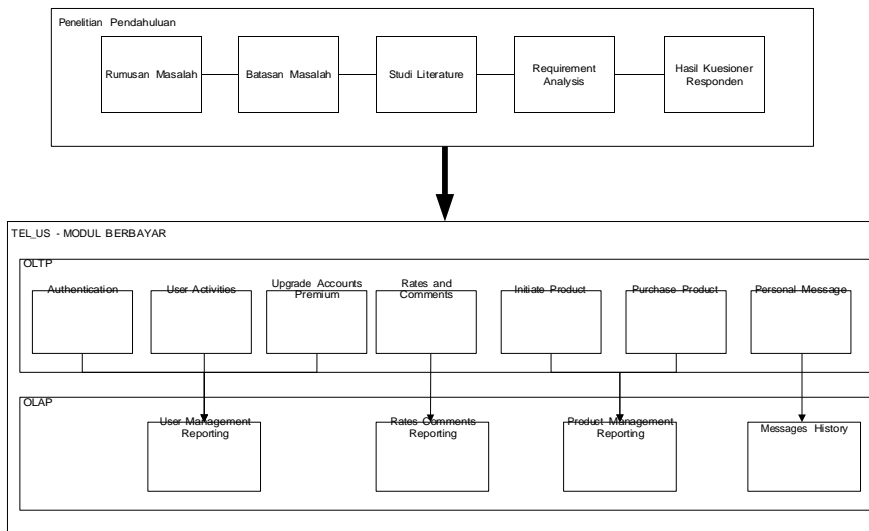 Penelitian Pendahuluan
Rumusan Masalah
Batasan Masalah
Studi Literature
Requirement
Analysis
Hasil Kuesioner
Responden
TEL_US - MODUL BERBAYAR
OLTP
Authentication
User Activities
Upgrade Accounts
Premium
Rates and
Comments
Initiate Product
Purchase Product
Personal Message
OLAP
User Management
Reporting
Rates Comments
Reporting
Product Management
Reporting
Messages History